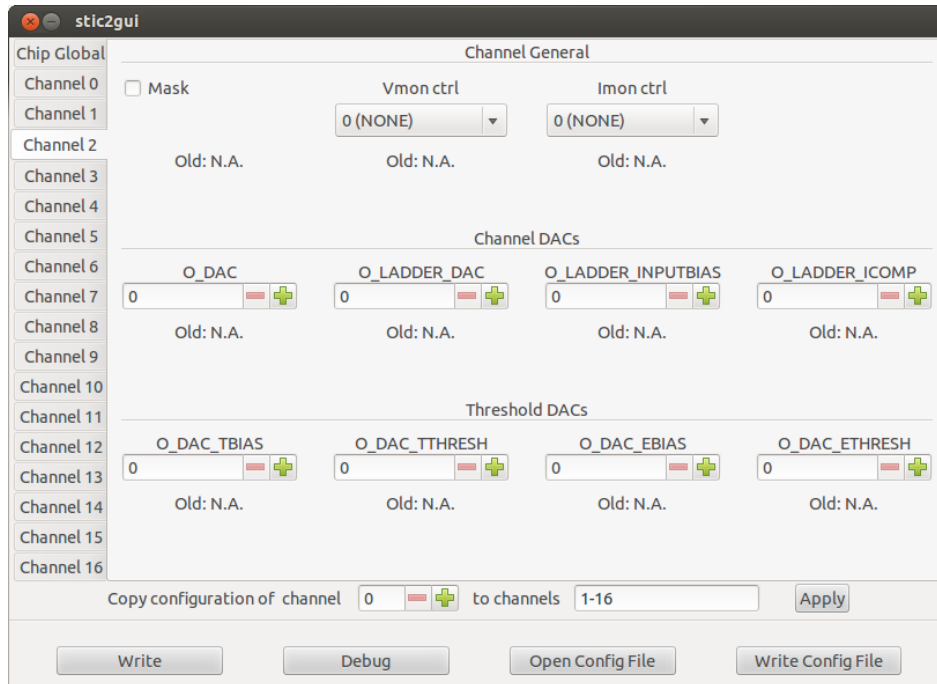 stic2gui
Chip Global
Channel 0
Channel 1
Channel 2
Channel 3
Channel 4
Channel 5
Channel 6
Channel 7
Channel 8
Channel 9
Channel 10
Channel 11
Channel 12
Channel 13
Channel 14
Channel 15
Channel 16
Channel General
Mask Vmon ctrl Imon ctrl
0 (NONE) 0 (NONE)
Old: N.A. Old: N.A. Old: N.A.
Channel DACs
O_DAC O_LADDER_DAC O_LADDER_INPUTBIAS O_LADDER_ICOMP
0 0 0 0
Old: N.A. Old: N.A. Old: N.A. Old: N.A.
Threshold DACs
O_DAC_TBIAS O_DAC_TTHRESH O_DAC_EBIAS O_DAC_ETHRESH
0 0 0 0
Old: N.A. Old: N.A. Old: N.A. Old: N.A.
Copy configuration of channel 0 to channels 1-16 Apply
Write Debug Open Config File Write Config File